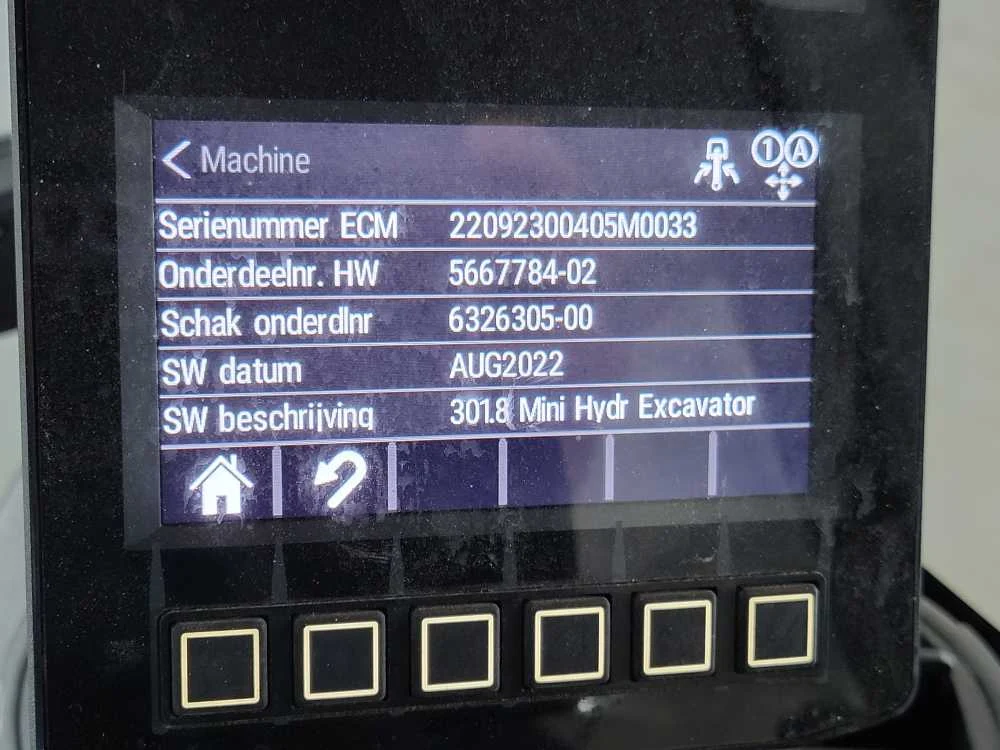 < Machine
1 A
Serienummer ECM 22092300405M0033
Onderdeelnr. HW 5667784-02
Schak onderdlnr 6326305-00
SW datum AUG2022
SW beschrijving 301.8 Mini Hydr Excavator